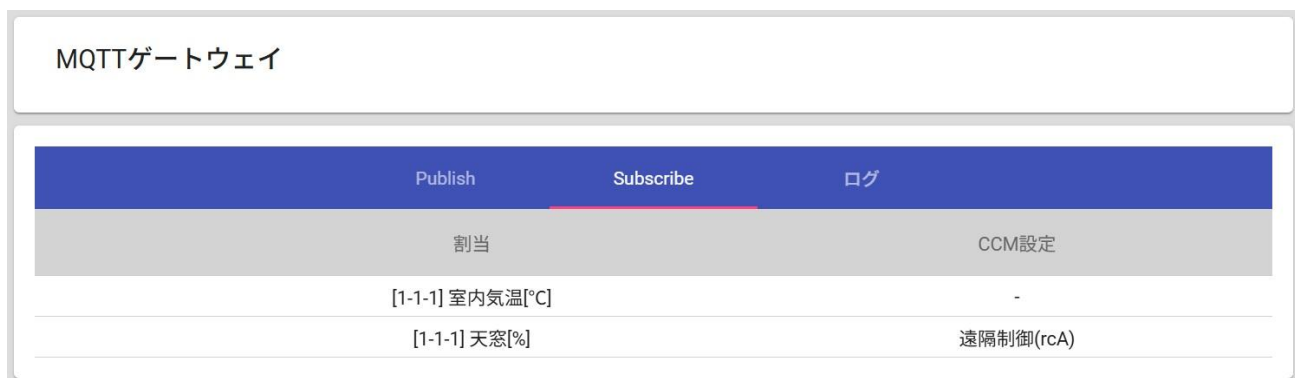 MQTTゲートウェイ
Publish Subscribe ログ
割当 CCM設定
[1-1-1] 室内気温[°C] -
[1-1-1] 天窓[%] 遠隔制御(rcA)